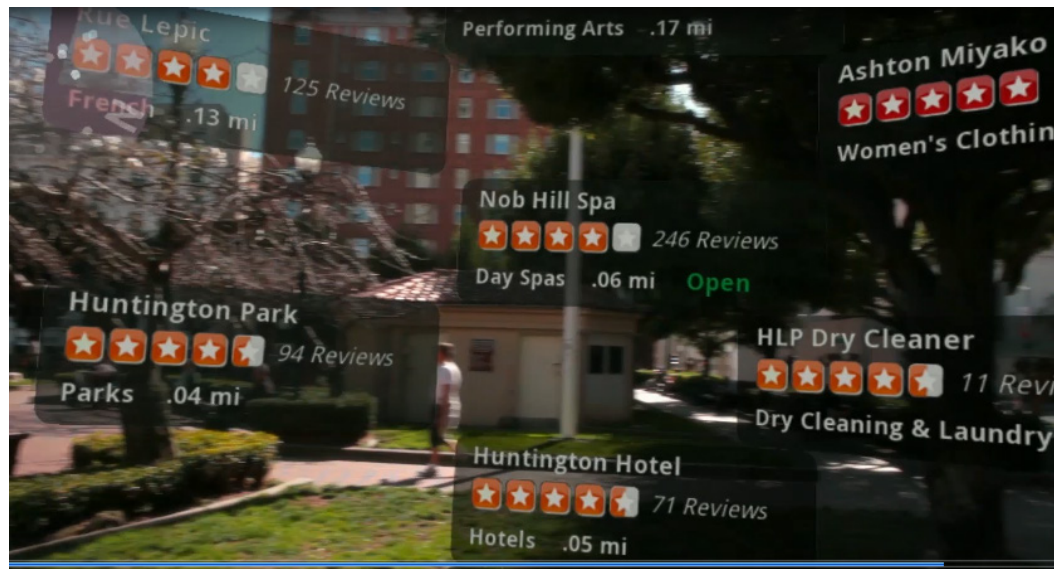 Rue Lepic
125 Reviews
French .13 mi
Performing Arts .17 mi
Ashton Miyako
Women's Clothin
Nob Hill Spa
246 Reviews
Day Spas .06 mi Open
Huntington Park
94 Reviews
Parks .04 mi
HLP Dry Cleaner
11 Revi
Dry Cleaning & Laundry
Huntington Hotel
71 Reviews
Hotels .05 mi
N